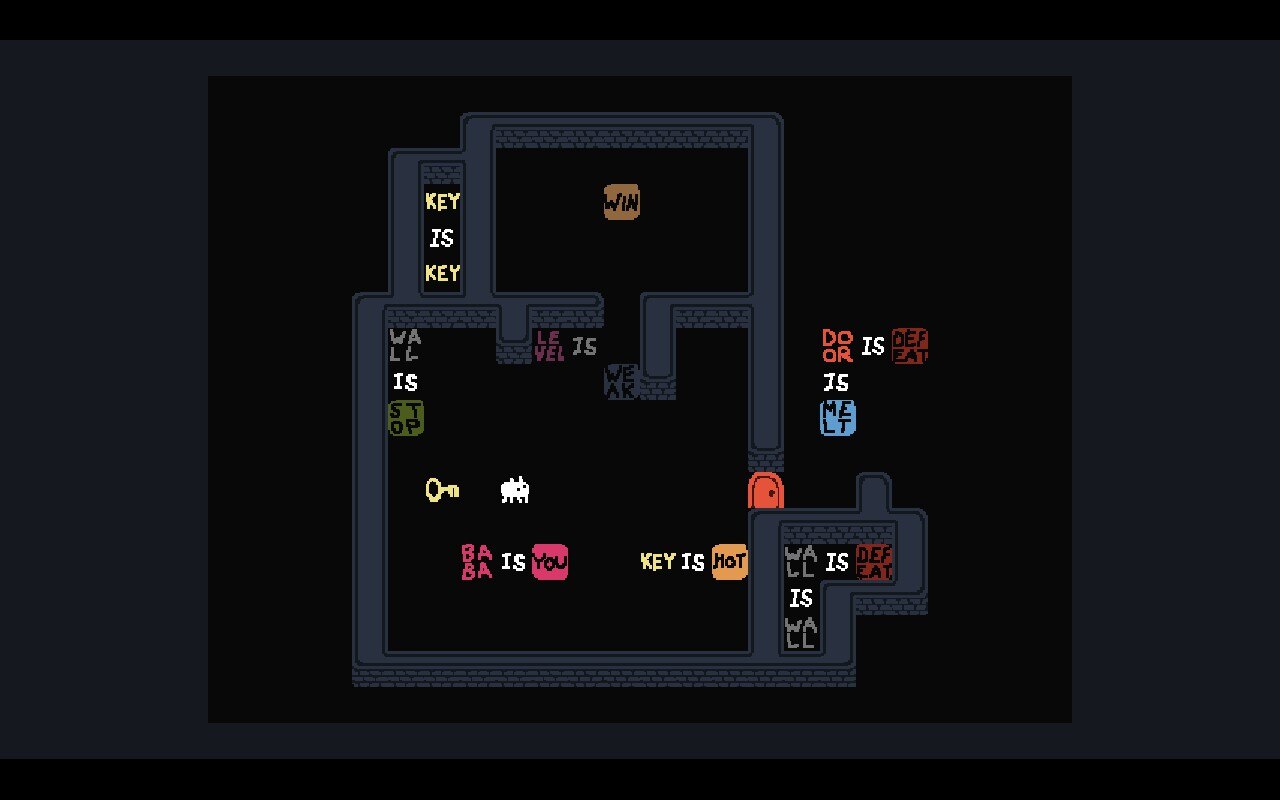 KEY
WIN
IS
KEY
WALL
LEVEL IS
DOOR IS DEFEAT
IS
WEAK
IS
STOP
MELT
BABA IS YOU
KEY IS HOT
WALL IS DEFEAT
IS
WALL